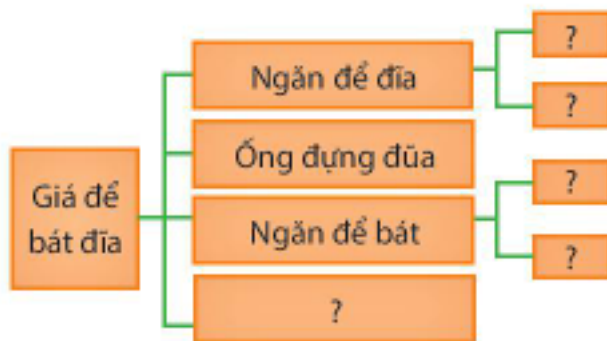 Giá để
bát đĩa
Ngăn để đĩa
?
?
Ống đựng đũa
Ngăn để bát
?
?
?